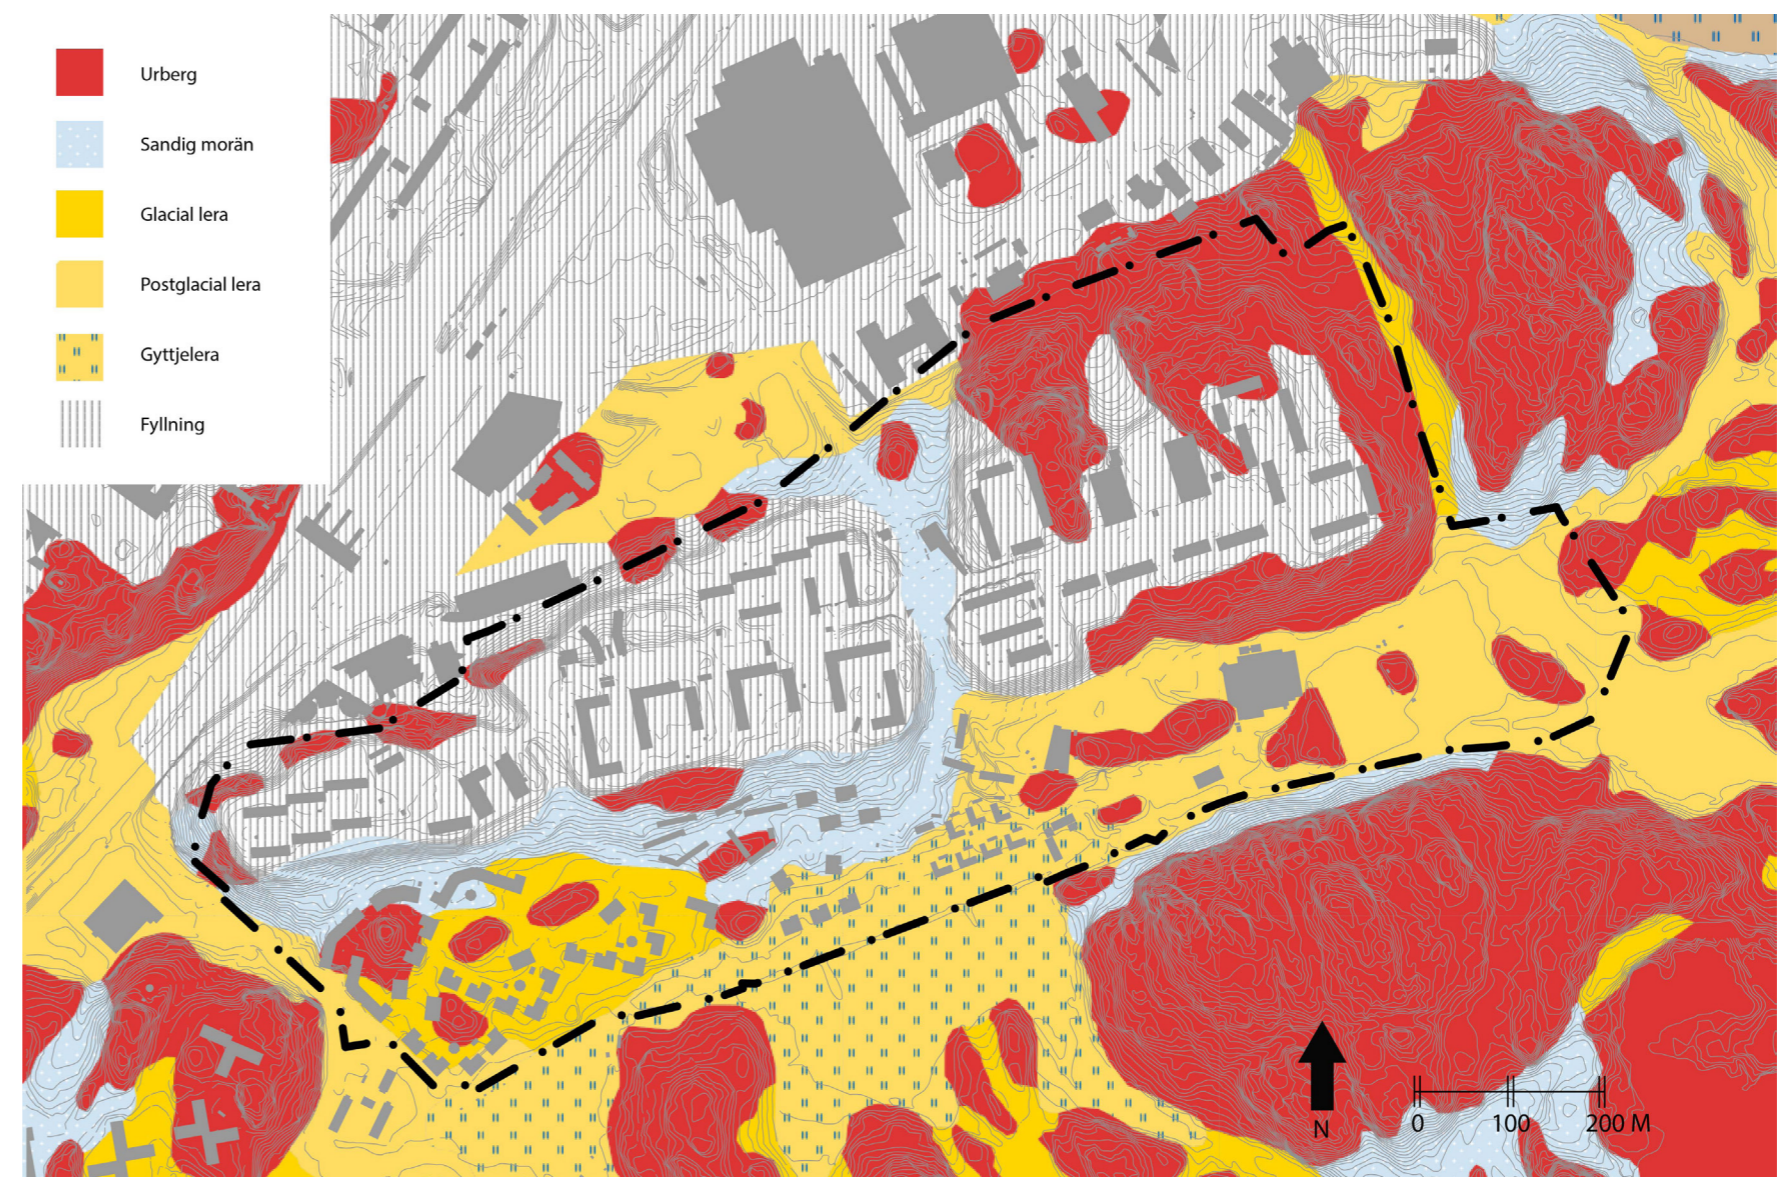 Urberg
Sandig morän
Glacial lera
Postglacial lera
Gyttjelera
Fyllning
N
0 100 200 M